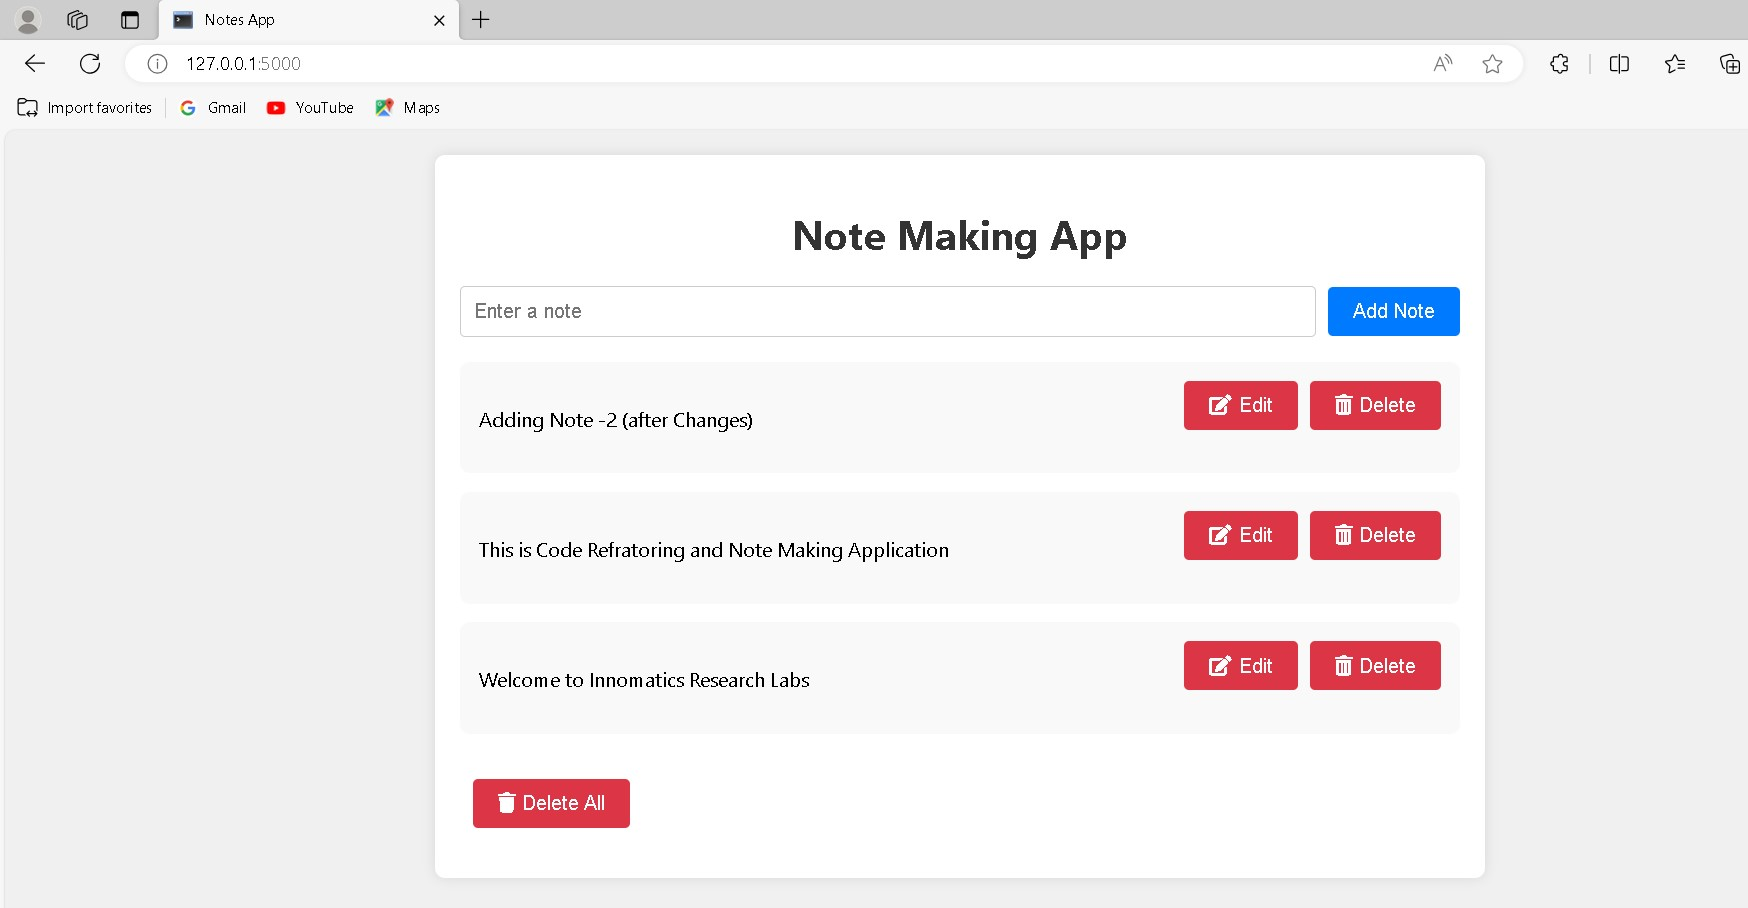 Notes App
127.0.0.1:5000
Import favorites Gmail YouTube Maps
Note Making App
Enter a note Add Note
Adding Note -2 (after Changes) Edit Delete
This is Code Refratoring and Note Making Application Edit Delete
Welcome to Innomatics Research Labs Edit Delete
Delete All